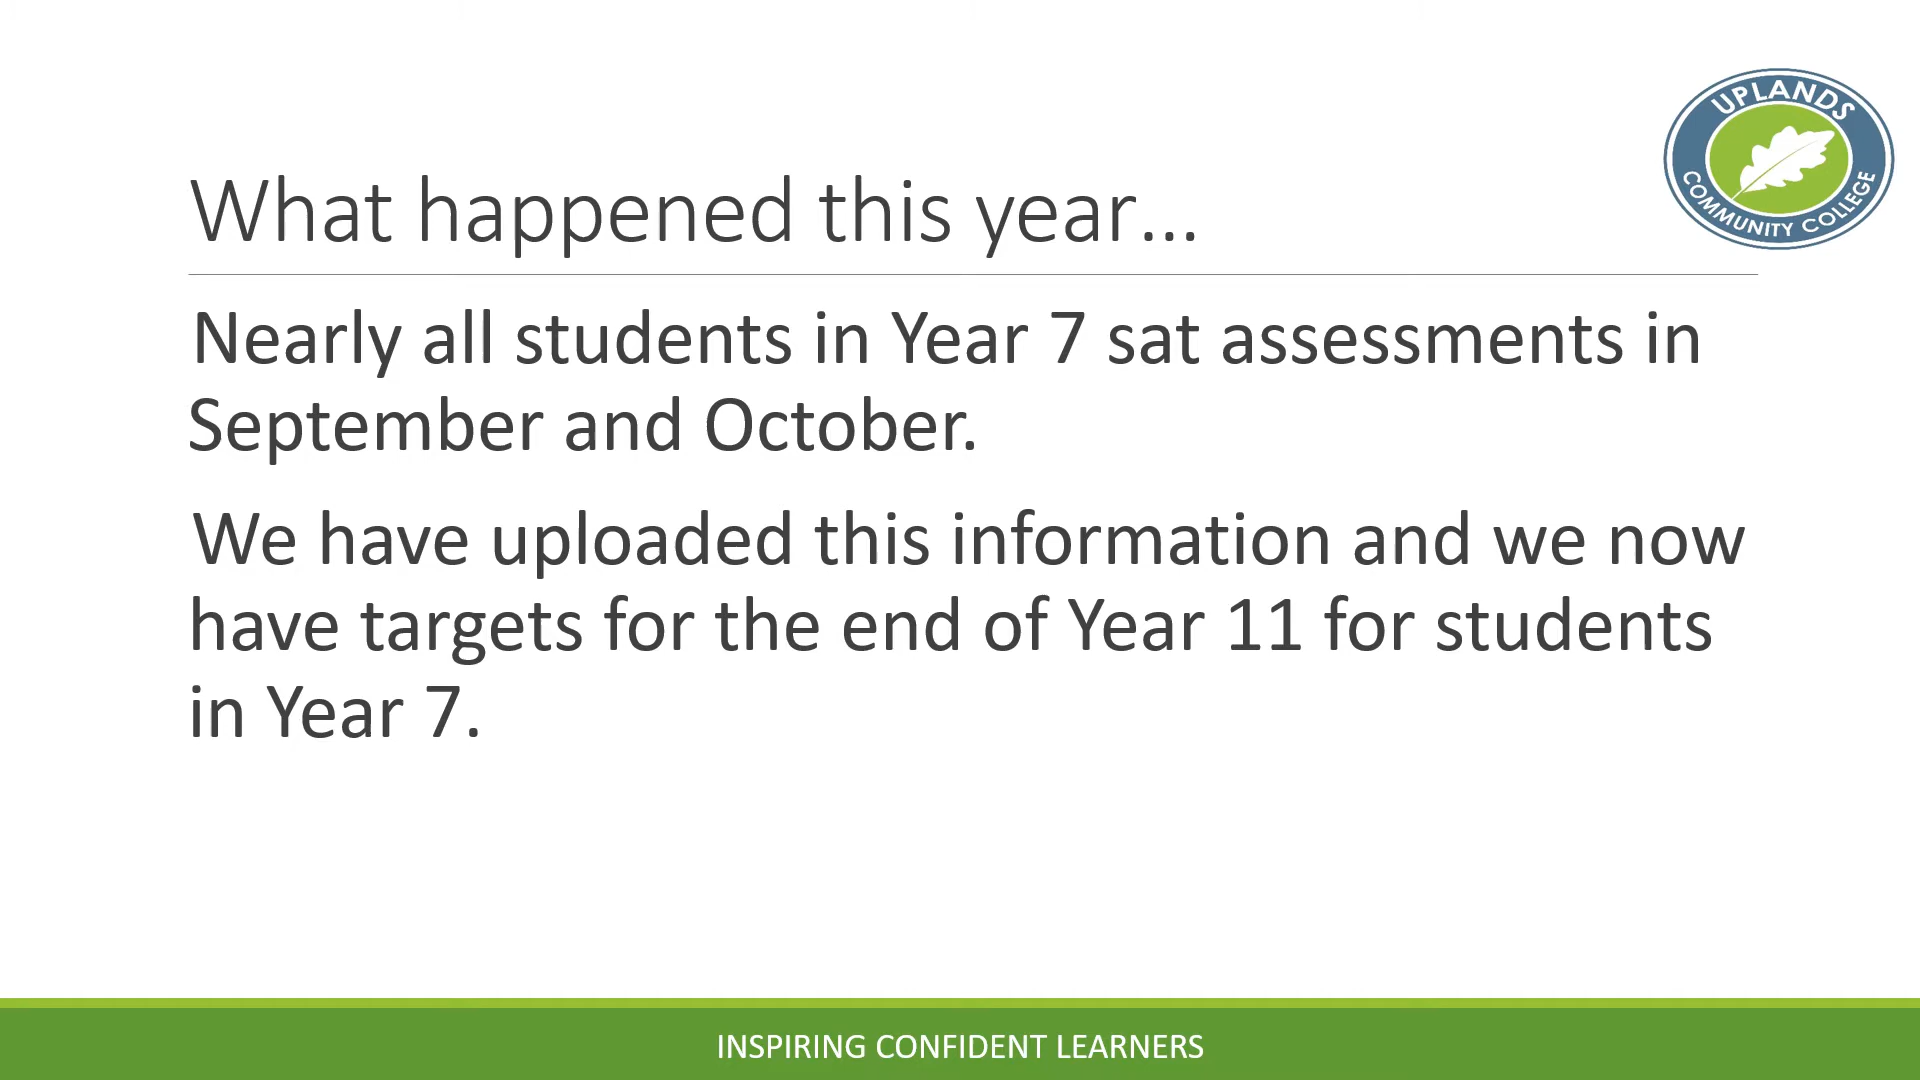 UPLANDS
COMMUNITY COLLEGE
What happened this year...
Nearly all students in Year 7 sat assessments in
September and October.
We have uploaded this information and we now
have targets for the end of Year 11 for students
in Year 7.
INSPIRING CONFIDENT LEARNERS